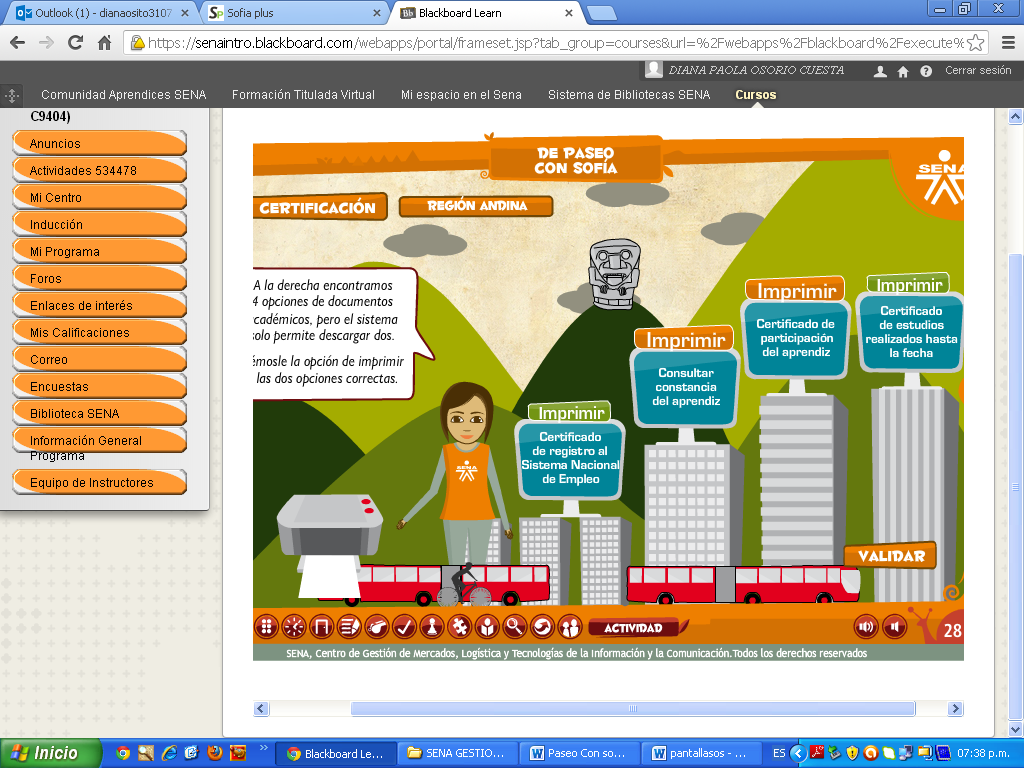 Outlook (1) - dianaosito3107
Sofia plus
Blackboard Learn
https://senaintro.blackboard.com/webapps/portal/frameset.jsp?tab_group=courses&url=%2Fwebapps%2Fblackboard%2Fexecute%
DIANA PAOLA OSORIO CUESTA
Cerrar sesión
Comunidad Aprendices SENA
Formación Titulada Virtual
Mi espacio en el Sena
Sistema de Bibliotecas SENA
Cursos
C9404)
Anuncios
Actividades 534478
Mi Centro
Inducción
Mi Programa
Foros
Enlaces de interés
Mis Calificaciones
Correo
Encuestas
Biblioteca SENA
Información General
Programa
Equipo de Instructores
DE PASEO
CON SOFÍA
SENA
CERTIFICACIÓN
REGIÓN ANDINA
A la derecha encontramos
4 opciones de documentos
cadémicos, pero el sistema
solo permite descargar dos.
émosle la opción de imprimir
las dos opciones correctas.
Imprimir
Certificado
de registro al
Sistema Nacional
de Empleo
Imprimir
Consultar
constancia
del aprendiz
Imprimir
Certificado de
participación
del aprendiz
Imprimir
Certificado
de estudios
realizados hasta
la fecha
SENA
VALIDAR
ACTIVIDAD
28
SENA, Centro de Gestión de Mercados, Logística y Tecnologías de la Información y la Comunicación.Todos los derechos reservados
Inicio
Blackboard Le...
SENA GESTIO...
Paseo Con so...
pantallasos - ...
ES
07:38 p.m.